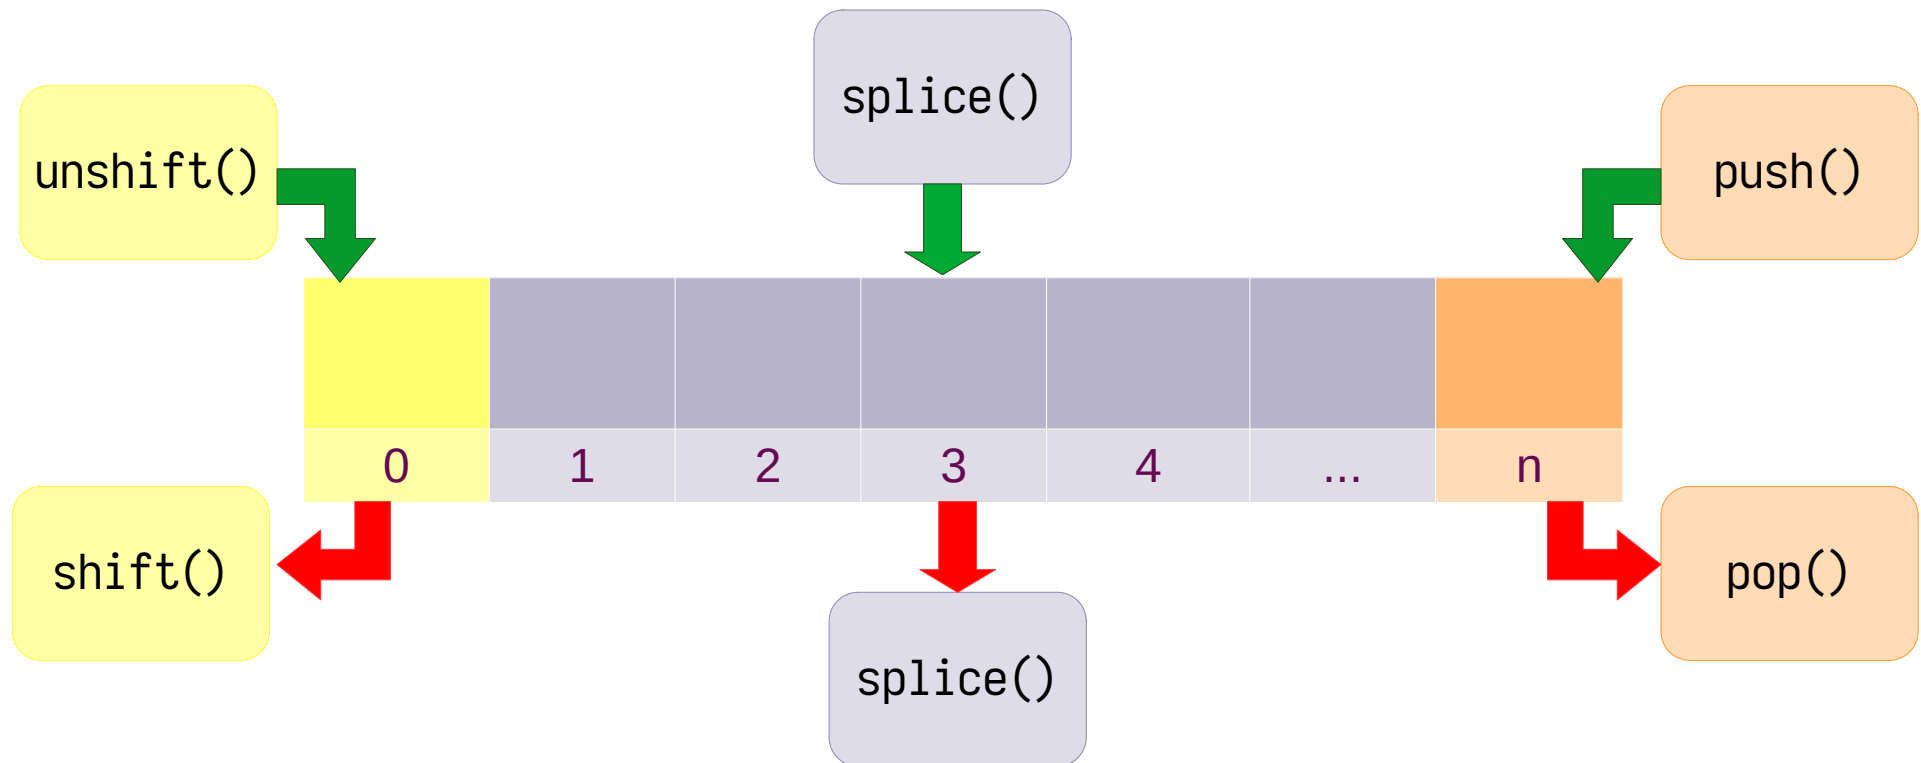 splice()
unshift()
push()
0 1 2 3 4 ... n
shift()
pop()
splice()